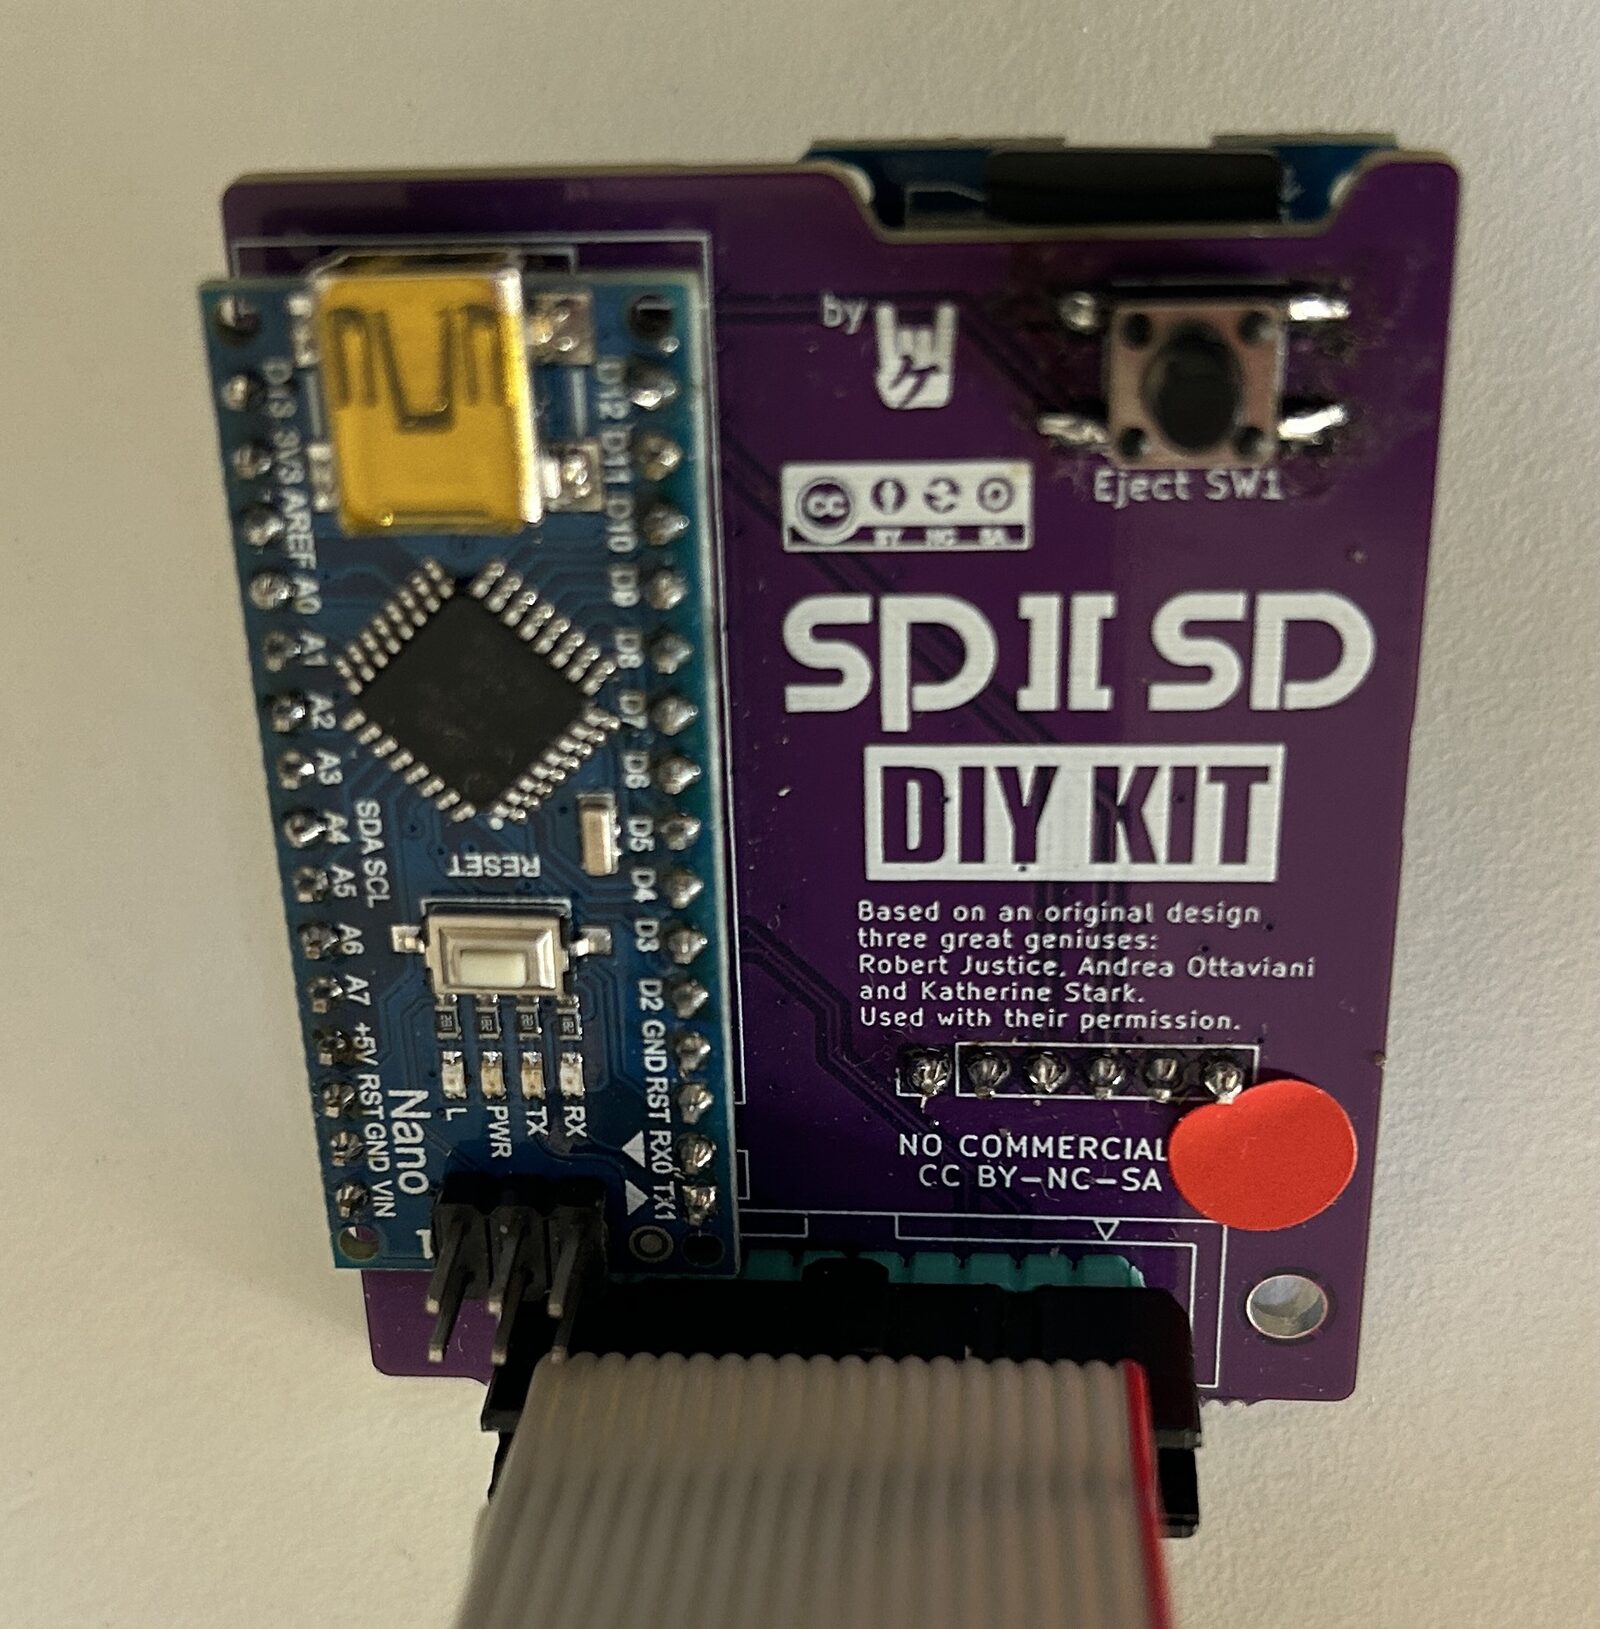 by
Eject SW1
cc
BY NC SA
SD II SD
DIY KIT
Based on an original design
three great geniuses:
Robert Justice, Andrea Ottaviani
and Katherine Stark.
Used with their permission.
NO COMMERCIAL
CC BY-NC-SA
D13 3V3 AREF A0 A1 A2 A3 A4 A5 A6 A7 +5V RST GND VIN
SDA SCL
D12 D11 D10 D9 D8 D7 D6 D5 D4 D3 D2 GND RST RX0 TX1
RESET
L PWR TX RX
Nano